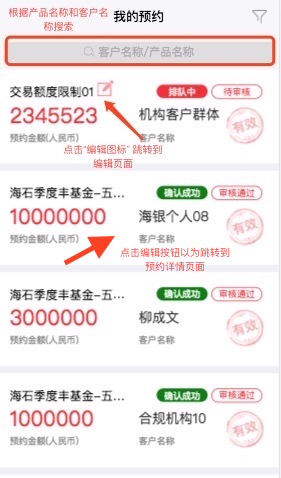 根据产品名称和客户名
称搜索
我的预约
客户名称/产品名称
交易额度限制01
排队中
待审核
2345523
机构客户群体
预约金额(人民币)
客户名称
有效
点击“编辑图标” 跳转到
编辑页面
海石季度丰基金-五...
确认成功
审核通过
10000000
海银个人08
预约金额(人民币)
客户名称
有效
点击编辑按钮以为跳转到
预约详情页面
海石季度丰基金-五...
确认成功
审核通过
3000000
柳成文
预约金额(人民币)
客户名称
有效
海石季度丰基金-五...
确认成功
审核通过
1000000
合规机构10
预约金额(人民币)
客户名称
有效